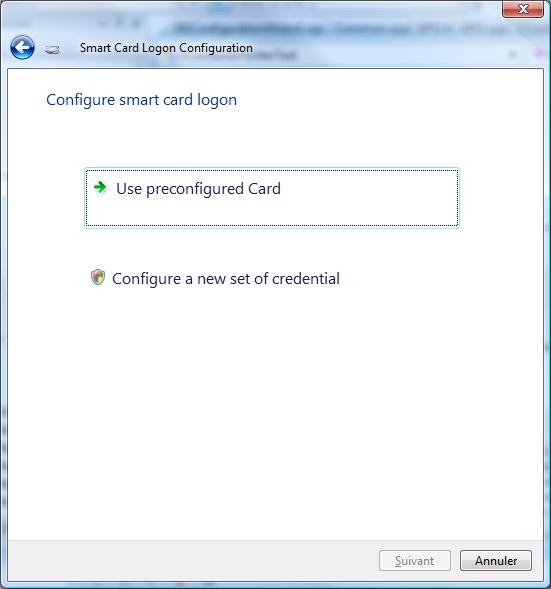 Smart Card Logon Configuration
Configure smart card logon
Use preconfigured Card
Configure a new set of credential
Suivant
Annuler